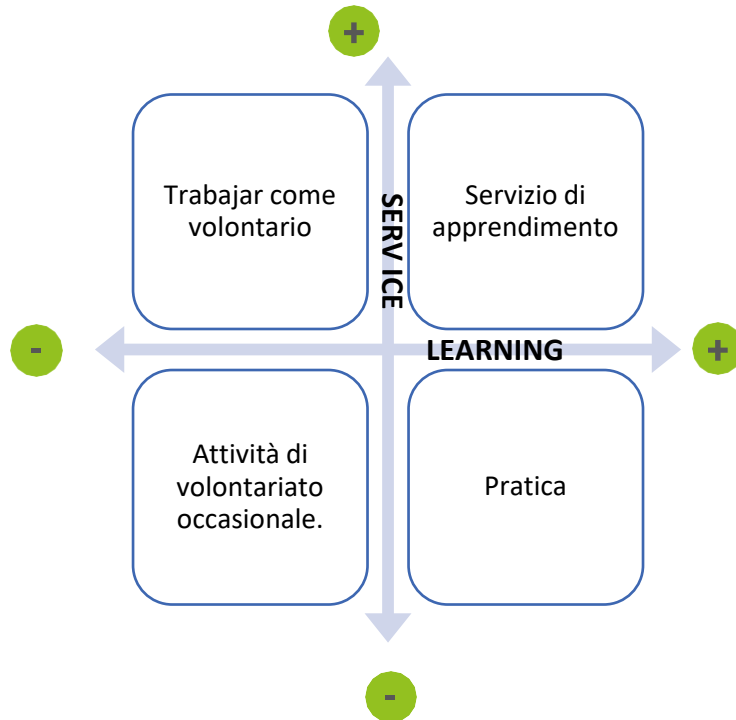 +
Trabajar come
volontario
SERV ICE
Servizio di
apprendimento
-
LEARNING
+
Attività di
volontariato
occasionale.
Pratica
-